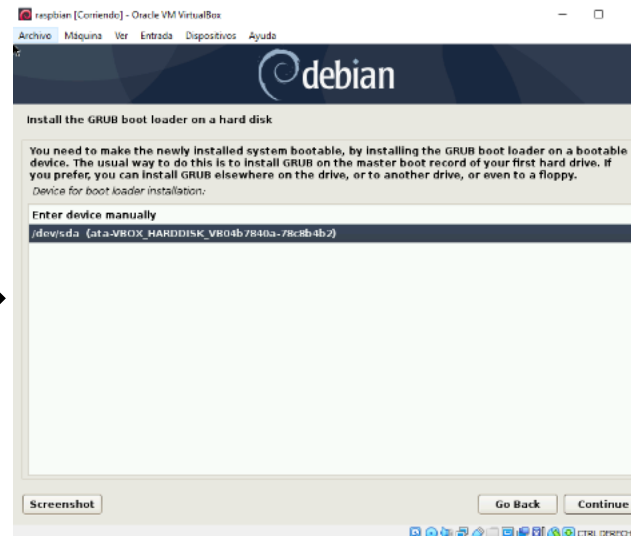 raspbian [Corriendo] - Oracle VM VirtualBox
Archivo Máquina Ver Entrada Dispositivos Ayuda
debian
Install the GRUB boot loader on a hard disk
You need to make the newly installed system bootable, by installing the GRUB boot loader on a bootable
device. The usual way to do this is to install GRUB on the master boot record of your first hard drive. If
you prefer, you can install GRUB elsewhere on the drive, or to another drive, or even to a floppy.
Device for boot loader installation:
Enter device manually
/dev/sda (ata-VBOX_HARDDISK_VB04b7840a-78c8b4b2)
Screenshot
Go Back Continue
CTRL DERECH